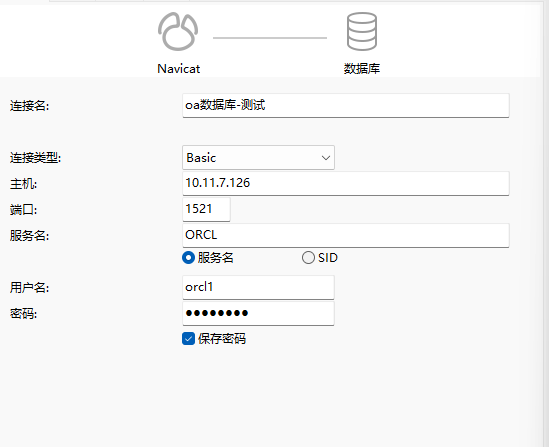 Navicat
数据库
连接名: oa数据库-测试
连接类型: Basic
主机: 10.11.7.126
端口: 1521
服务名: ORCL
服务名 SID
用户名: orcl1
密码: ●●●●●●●●
保存密码